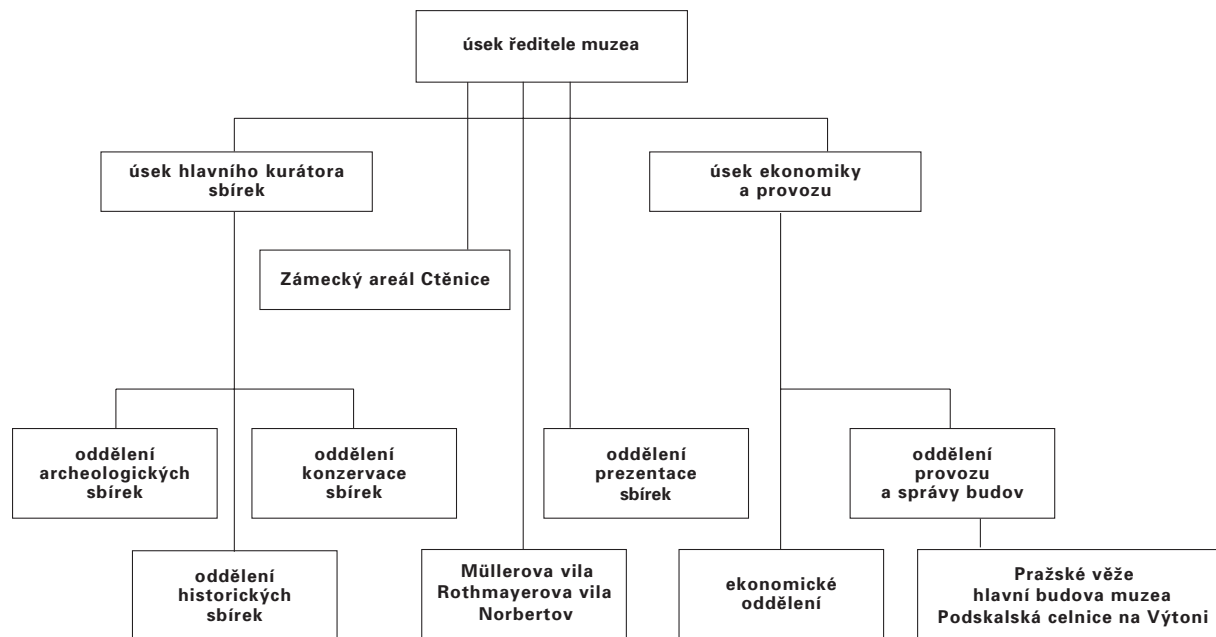 úsek ředitele muzea
úsek hlavního kurátora
sbírek
úsek ekonomiky
a provozu
Zámecký areál Ctěnice
oddělení
archeologických
sbírek
oddělení
konzervace
sbírek
oddělení
prezentace
sbírek
oddělení
provozu
a správy budov
oddělení
historických
sbírek
Müllerova vila
Rothmayerova vila
Norbertov
ekonomické
oddělení
Pražské věže
hlavní budova muzea
Podskalská celnice na Výtoni